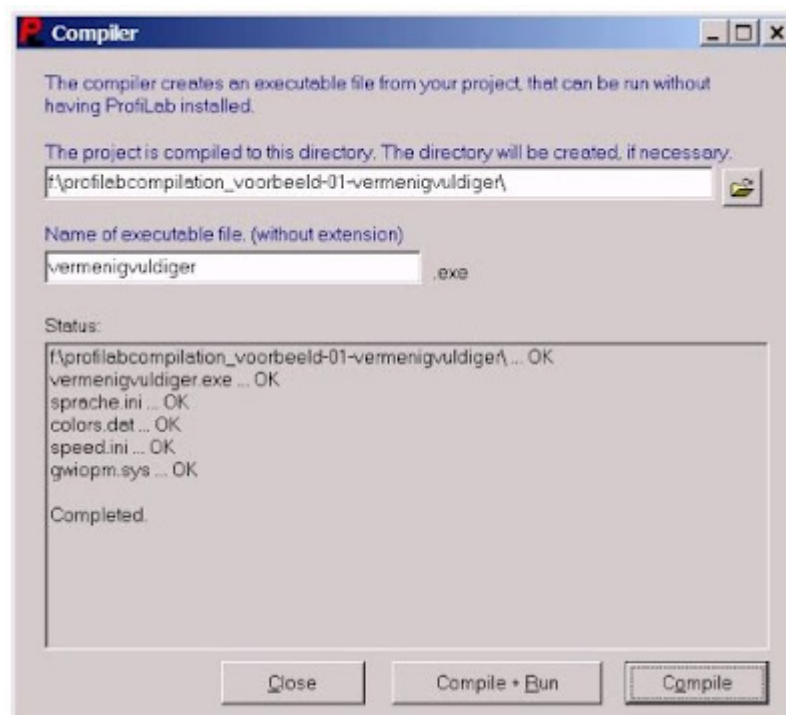 Compiler
The compiler creates an executable file from your project, that can be run without
having ProfiLab installed.
The project is compiled to this directory. The directory will be created, if necessary.
f:\profilabcompilation_voorbeeld-01-vermenigvuldiger\
Name of executable file. (without extension)
vermenigvuldiger .exe
Status:
f:\profilabcompilation_voorbeeld-01-vermenigvuldiger\ ... OK
vermenigvuldiger.exe ... OK
sprache.ini ... OK
colors.dat ... OK
speed.ini ... OK
gwiopm.sys ... OK
Completed.
Close Compile + Run Compile